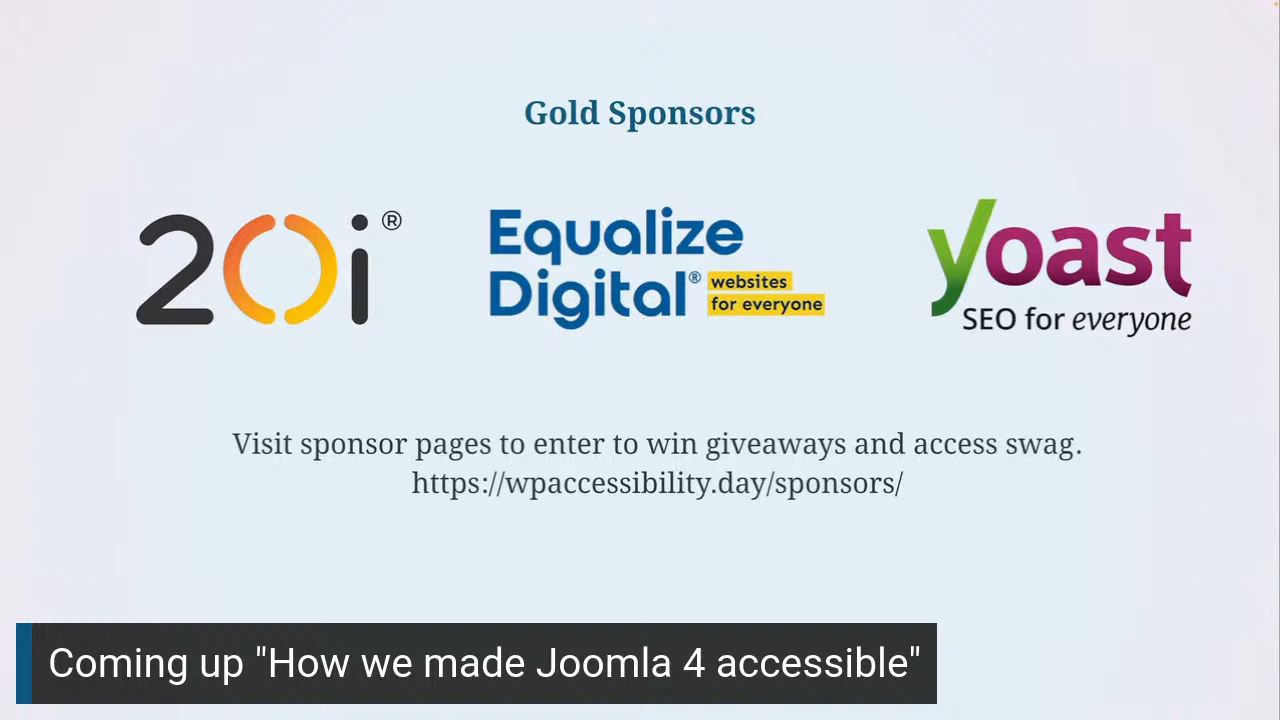 Gold Sponsors
20i®
Equalize
Digital®
websites
for everyone
yoast
SEO for everyone
Visit sponsor pages to enter to win giveaways and access swag.
https://wpaccessibility.day/sponsors/
Coming up "How we made Joomla 4 accessible"